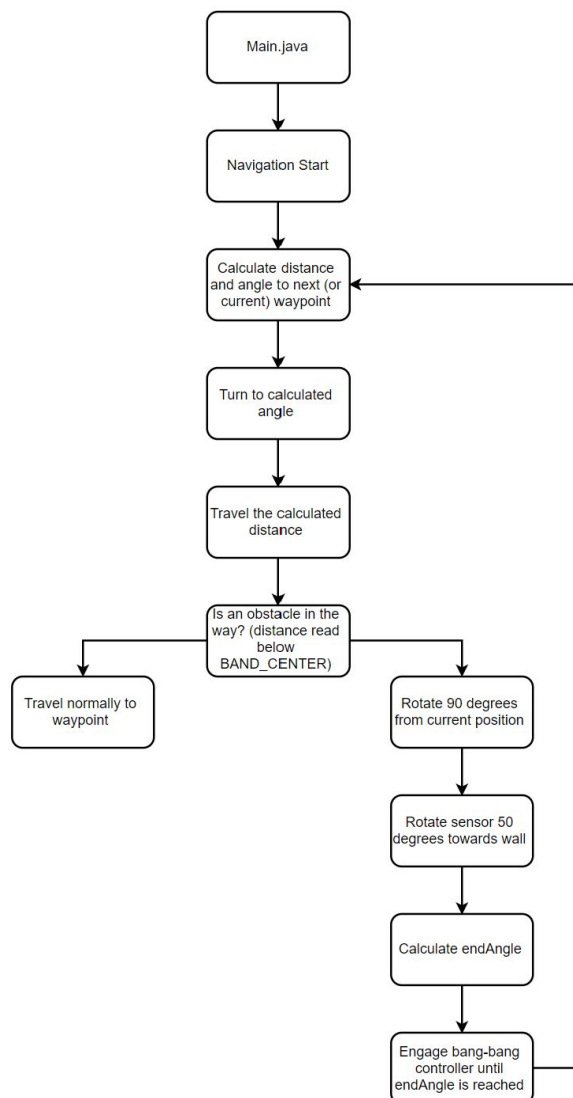 Main.java
Navigation Start
Calculate distance
and angle to next (or
current) waypoint
Turn to calculated
angle
Travel the calculated
distance
Is an obstacle in the
way? (distance read
below
BAND_CENTER)
Travel normally to
waypoint
Rotate 90 degrees
from current position
Rotate sensor 50
degrees towards wall
Calculate endAngle
Engage bang-bang
controller until
endAngle is reached